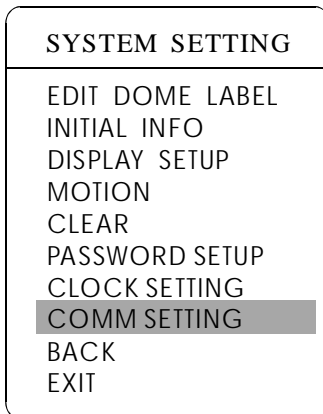 SYSTEM SETTING
EDIT DOME LABEL
INITIAL INFO
DISPLAY SETUP
MOTION
CLEAR
PASSWORD SETUP
CLOCK SETTING
COMM SETTING
BACK
EXIT